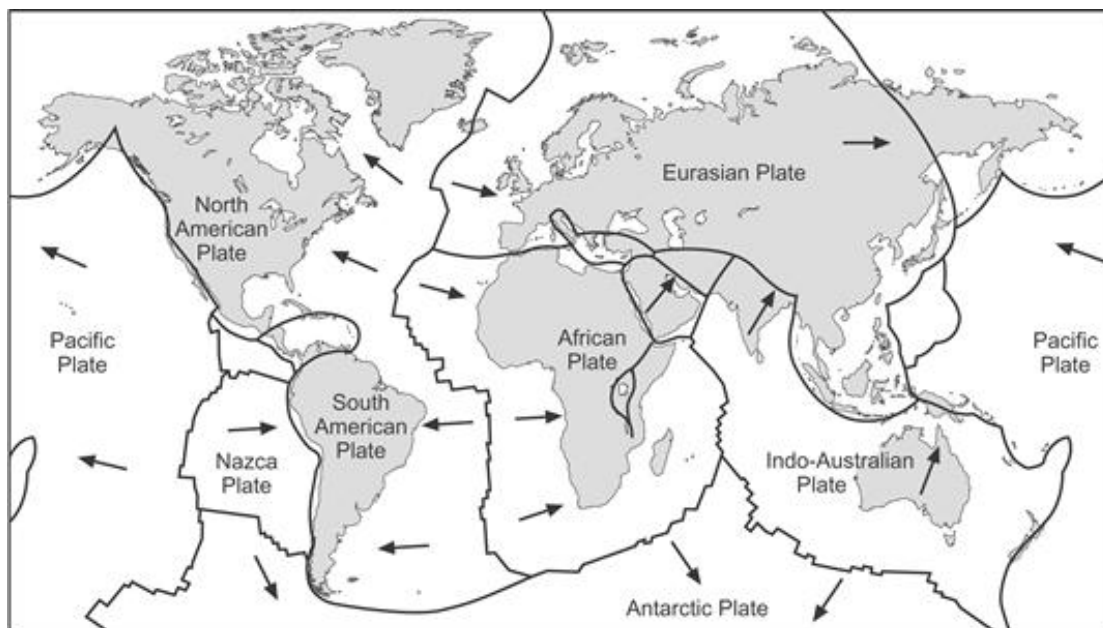 North
American
Plate
Eurasian Plate
Pacific
Plate
African
Plate
Pacific
Plate
South
American
Plate
Nazca
Plate
Indo-Australian
Plate
Antarctic Plate